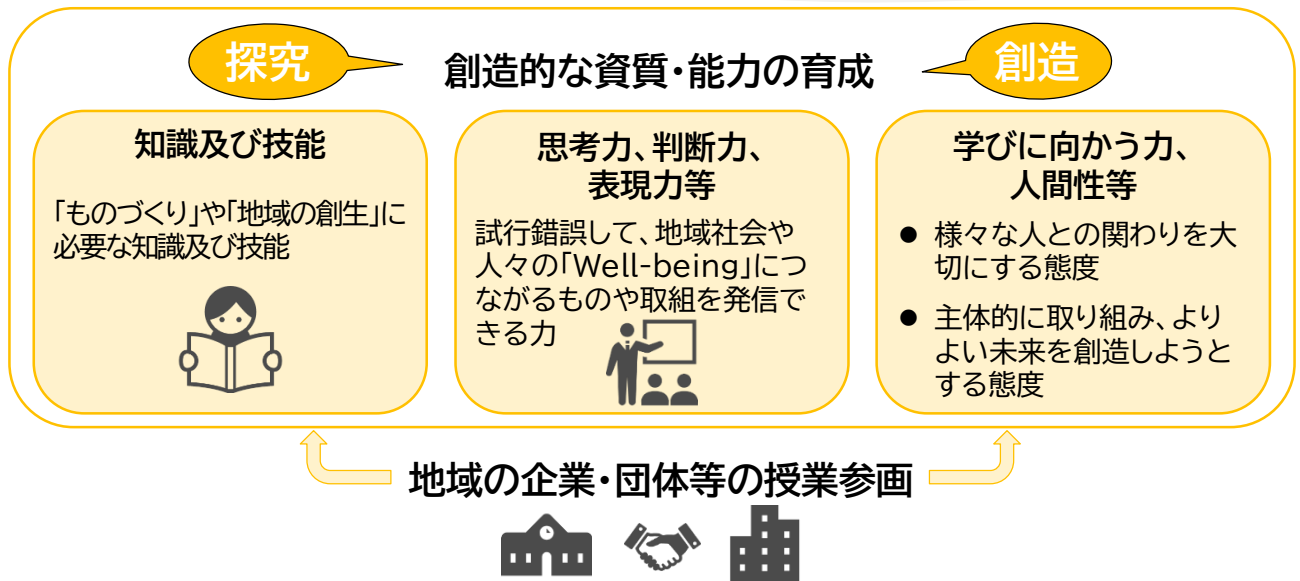 探究
創造的な資質・能力の育成
創造
知識及び技能
「ものづくり」や「地域の創生」に
必要な知識及び技能
思考力、判断力、
表現力等
試行錯誤して、地域社会や
人々の「Well-being」につ
ながるものや取組を発信で
きる力
学びに向かう力、
人間性等
● 様々な人との関わりを大
切にする態度
● 主体的に取り組み、より
よい未来を創造しようと
する態度
地域の企業・団体等の授業参画